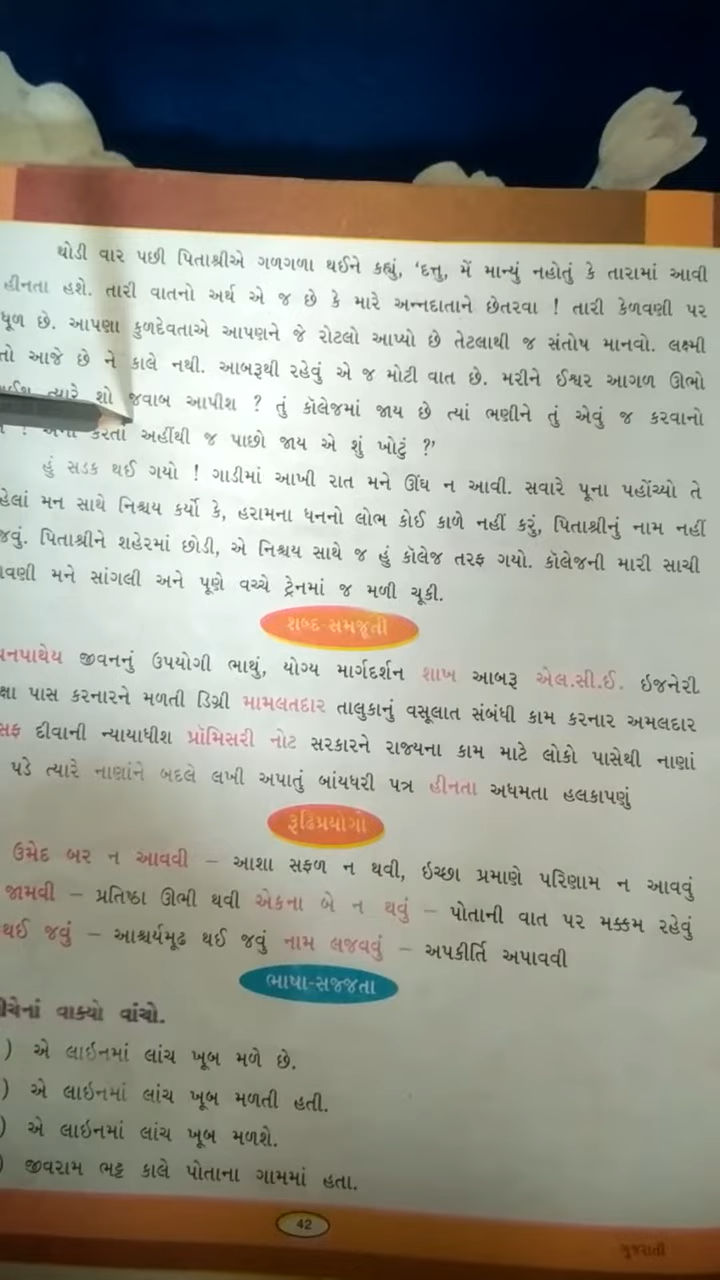 થોડી વાર પછી પિતાશ્રીએ ગળગળા થઈને કહ્યું, ‘દત્તુ, મેં માન્યું નહોતું કે તારામાં આવી
હીનતા હશે. તારી વાતનો અર્થ એ જ છે કે મારે અન્નદાતાને છેતરવા ! તારી કેળવણી પર
ધૂળ છે. આપણા કુળદેવતાએ આપણને જે રોટલો આપ્યો છે તેટલાથી જ સંતોષ માનવો. લક્ષ્મી
તો આજે છે ને કાલે નથી. આબરૂથી રહેવું એ જ મોટી વાત છે. મરીને ઈશ્વર આગળ ઊભો
ત્યારે શો જવાબ આપીશ ? તું કૉલેજમાં જાય છે ત્યાં ભણીને તું એવું જ કરવાનો
! એના કરતાં અહીંથી જ પાછો જાય એ શું ખોટું ?’
હું સડક થઈ ગયો ! ગાડીમાં આખી રાત મને ઊંઘ ન આવી. સવારે પૂના પહોંચ્યો તે
હેલાં મન સાથે નિશ્ચય કર્યો કે, હરામના ધનનો લોભ કોઈ કાળે નહીં કરું, પિતાશ્રીનું નામ નહીં
જવું. પિતાશ્રીને શહેરમાં છોડી, એ નિશ્ચય સાથે જ હું કૉલેજ તરફ ગયો. કૉલેજની મારી સાચી
વણી મને સાંગલી અને પૂણે વચ્ચે ટ્રેનમાં જ મળી ચૂકી.
શબ્દ-સમજૂતી
વનપાથેય જીવનનું ઉપયોગી ભાથું, યોગ્ય માર્ગદર્શન શાખ આબરૂ એલ.સી.ઈ. ઇજનેરી
ક્ષા પાસ કરનારને મળતી ડિગ્રી મામલતદાર તાલુકાનું વસૂલાત સંબંધી કામ કરનાર અમલદાર
સફ દીવાની ન્યાયાધીશ પ્રૉમિસરી નોટ સરકારને રાજ્યના કામ માટે લોકો પાસેથી નાણાં
પડે ત્યારે નાણાંને બદલે લખી અપાતું બાંયધરી પત્ર હીનતા અધમતા હલકાપણું
રૂઢિપ્રયોગો
ઉમેદ બર ન આવવી – આશા સફળ ન થવી, ઇચ્છા પ્રમાણે પરિણામ ન આવવું
જામવી – પ્રતિષ્ઠા ઊભી થવી એકના બે ન થવું – પોતાની વાત પર મક્કમ રહેવું
થઈ જવું – આશ્ચર્યમૂઢ થઈ જવું નામ લજવવું – અપકીર્તિ અપાવવી
ભાષા-સજ્જતા
ીચેનાં વાક્યો વાંચો.
) એ લાઇનમાં લાંચ ખૂબ મળે છે.
) એ લાઇનમાં લાંચ ખૂબ મળતી હતી.
) એ લાઇનમાં લાંચ ખૂબ મળશે.
) જીવરામ ભટ્ટ કાલે પોતાના ગામમાં હતા.
42
ગુજરાતી